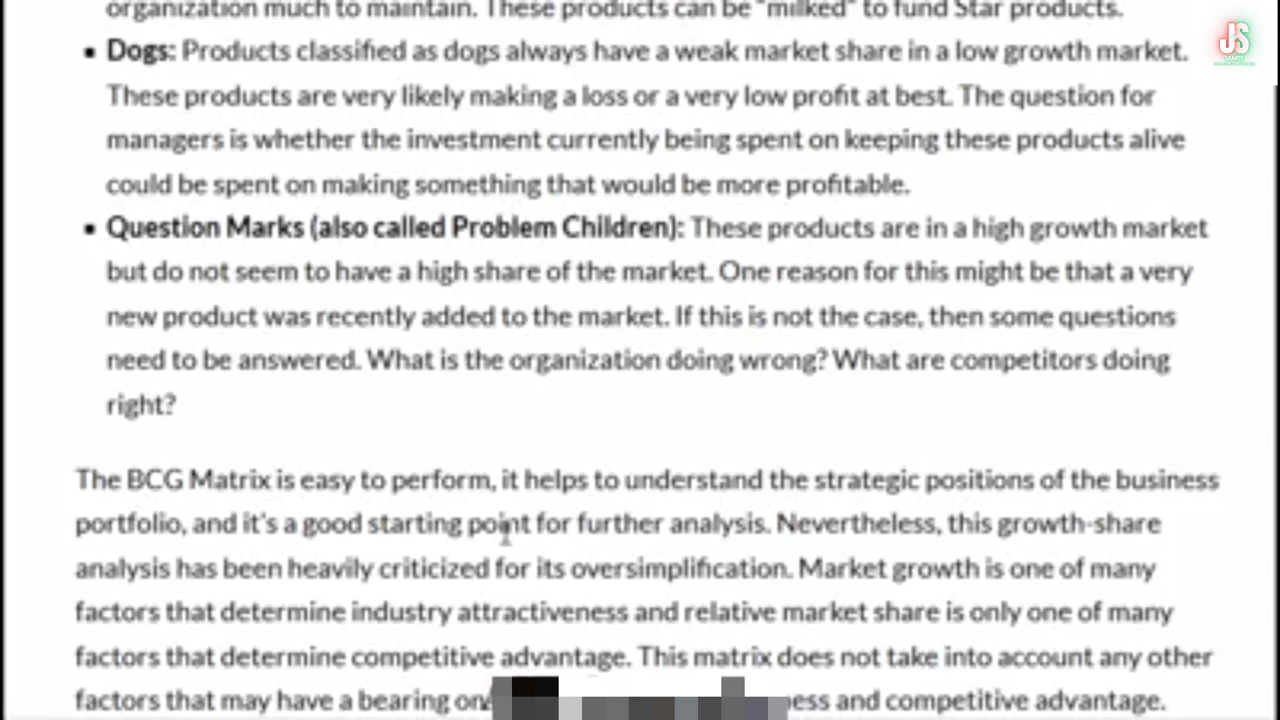 organization much to maintain. These products can be "milked" to fund Star products.
JS
▪ Dogs: Products classified as dogs always have a weak market share in a low growth market.
These products are very likely making a loss or a very low profit at best. The question for
managers is whether the investment currently being spent on keeping these products alive
could be spent on making something that would be more profitable.
▪ Question Marks (also called Problem Children): These products are in a high growth market
but do not seem to have a high share of the market. One reason for this might be that a very
new product was recently added to the market. If this is not the case, then some questions
need to be answered. What is the organization doing wrong? What are competitors doing
right?
The BCG Matrix is easy to perform, it helps to understand the strategic positions of the business
portfolio, and it's a good starting point for further analysis. Nevertheless, this growth-share
analysis has been heavily criticized for its oversimplification. Market growth is one of many
factors that determine industry attractiveness and relative market share is only one of many
factors that determine competitive advantage. This matrix does not take into account any other
factors that may have a bearing on and competitive advantage.